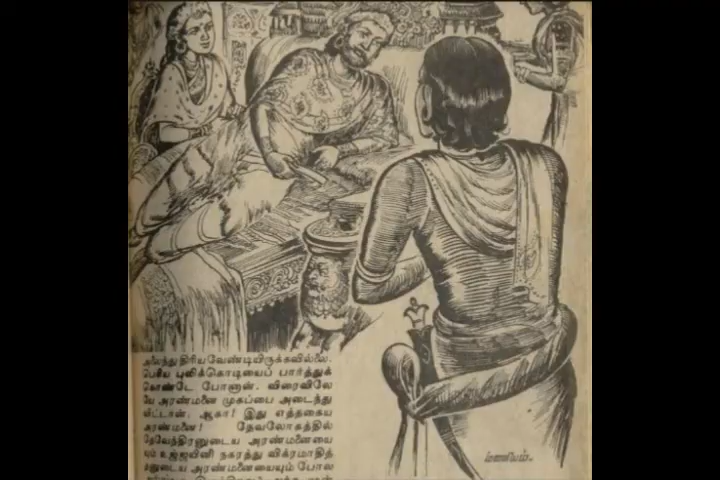 அலைந்து திரிய வேண்டியிருக்கவில்லை.
பெரிய புலிக்கொடியைப் பார்த்துக்
கொண்டே போனான். விரைவிலே
யே அரண்மனை முகப்பை அடைந்து
விட்டான். ஆகா! இது எத்தகைய
அரண்மனை! தேவலோகத்தில்
தேவேந்திரனுடைய அரண்மனையை
யும் உஜ்ஜயினி நகரத்து விக்ரமாதித்
தனுடைய அரண்மனையையும் போல
மணியம்.